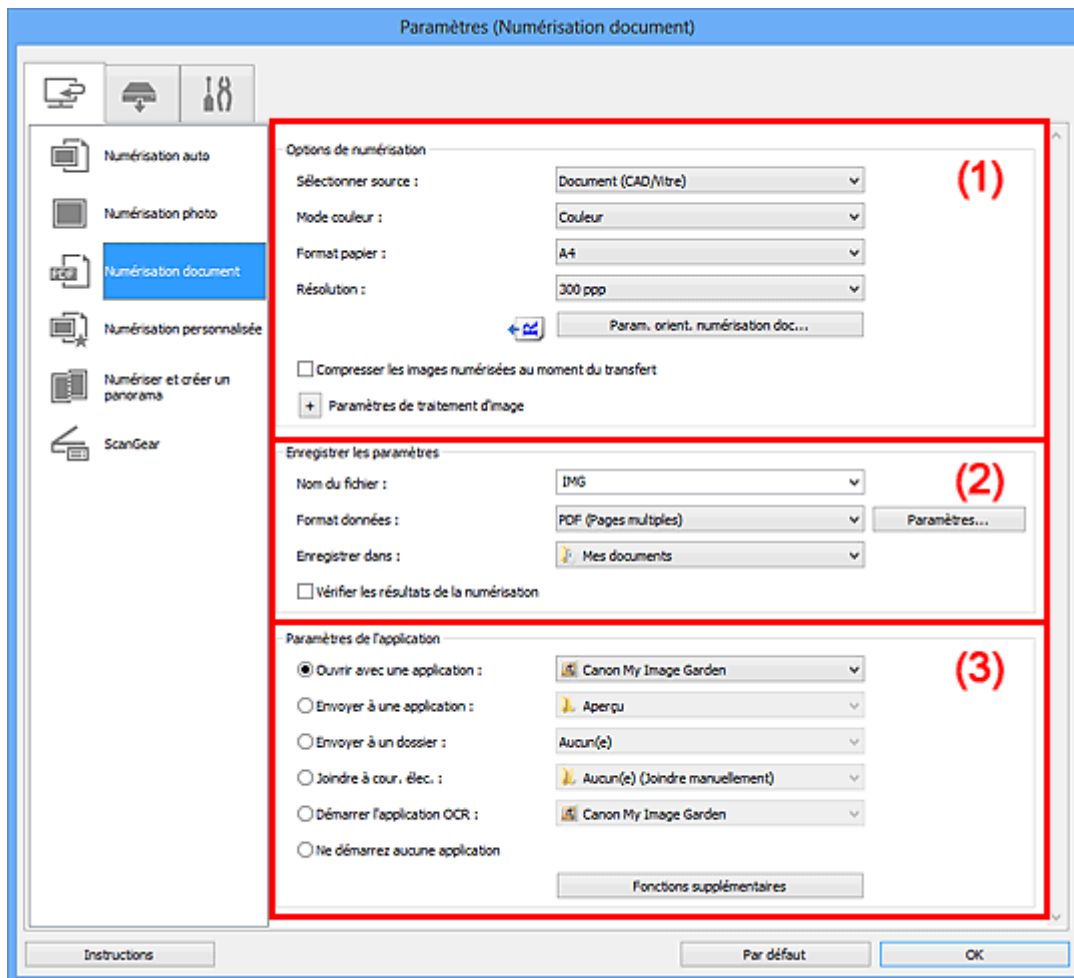 Paramètres (Numérisation document)
Numérisation auto
Numérisation photo
PDF
Numérisation document
Numérisation personnalisée
Numériser et créer un
panorama
ScanGear
Options de numérisation
(1)
Sélectionner source : Document (CAD/Vitre)
Mode couleur : Couleur
Format papier : A4
Résolution : 300 ppp
R Param. orient. numérisation doc...
Compresser les images numérisées au moment du transfert
+ Paramètres de traitement d'image
Enregistrer les paramètres
(2)
Nom du fichier : IMG
Format données : PDF (Pages multiples) Paramètres...
Enregistrer dans : Mes documents
Vérifier les résultats de la numérisation
Paramètres de l'application
(3)
Ouvrir avec une application : Canon My Image Garden
Envoyer à une application : Aperçu
Envoyer à un dossier : Aucun(e)
Joindre à cour. élec. : Aucun(e) (Joindre manuellement)
Démarrer l'application OCR : Canon My Image Garden
Ne démarrez aucune application
Fonctions supplémentaires
Instructions Par défaut OK